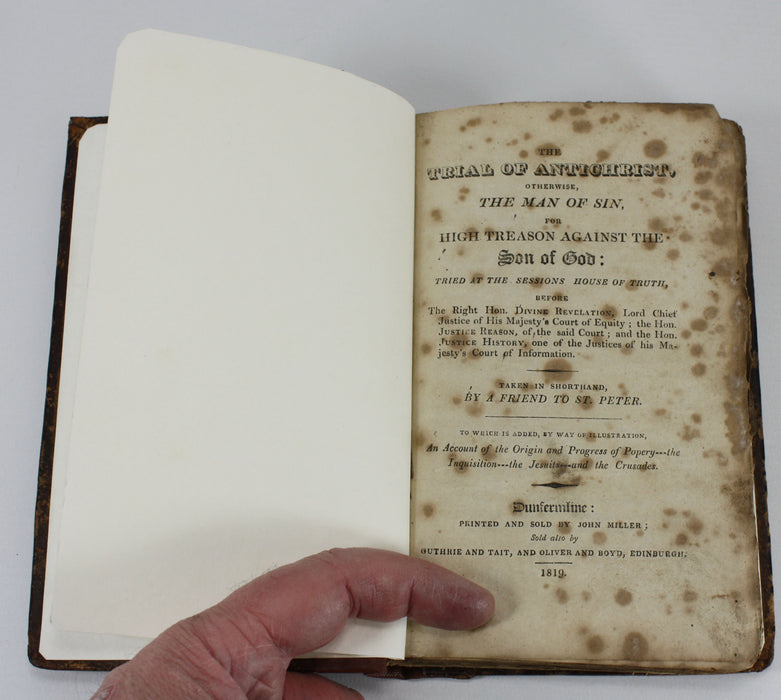 THE
TRIAL OF ANTICHRIST,
OTHERWISE,
THE MAN OF SIN,
FOR
HIGH TREASON AGAINST THE
Son of God:
TRIED AT THE SESSIONS HOUSE OF TRUTH,
BEFORE
The Right Hon. DIVINE REVELATION, Lord Chief
Justice of His Majesty's Court of Equity; the Hon.
JUSTICE REASON, of the said Court; and the Hon.
JUSTICE HISTORY, one of the Justices of his Ma-
jesty's Court of Information.
TAKEN IN SHORTHAND,
BY A FRIEND TO ST. PETER.
TO WHICH IS ADDED, BY WAY OF ILLUSTRATION,
An Account of the Origin and Progress of Popery---the
Inquisition---the Jesuits---and the Crusades.
Dunfermline:
PRINTED AND SOLD BY JOHN MILLER;
Sold also by
GUTHRIE AND TAIT, AND OLIVER AND BOYD, EDINBURGH.
1819.